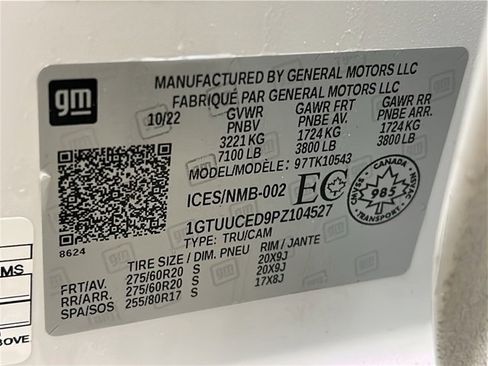 gm
MANUFACTURED BY GENERAL MOTORS LLC
FABRIQUÉ PAR GENERAL MOTORS LLC
10/22 GVWR GAWR FRT GAWR RR
PNBV PNBE AV. PNBE ARR.
3221 KG 1724 KG 1724 KG
7100 LB 3800 LB 3800 LB
MODEL/MODÈLE: 97TK10543
ICES/NMB-002 EC
CANADA
CMVSS NSVAC
985
TRANSPORT
1GTUUCED9PZ104527
TYPE: TRU/CAM
8624
TIRE SIZE / DIM. PNEU RIM / JANTE
FRT/AV. 275/60R20 S 20X9J
RR/ARR. 275/60R20 S 20X9J
SPA/SOS 255/80R17 S 17X8J
MS
BOVE